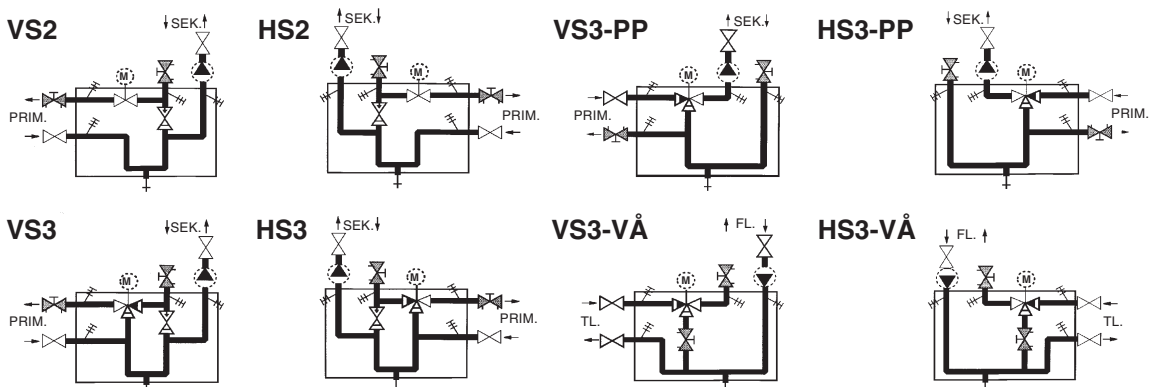 VS2
↓SEK.↑
M
PRIM.
HS2
↑SEK.↓
M
PRIM.
VS3-PP
↑SEK.↓
M
PRIM.
HS3-PP
↓SEK.↑
M
PRIM.
VS3
↓SEK.↑
M
PRIM.
HS3
↑SEK.↓
M
PRIM.
VS3-VÅ
↑ FL. ↓
M
TL.
HS3-VÅ
↓ FL. ↑
M
TL.